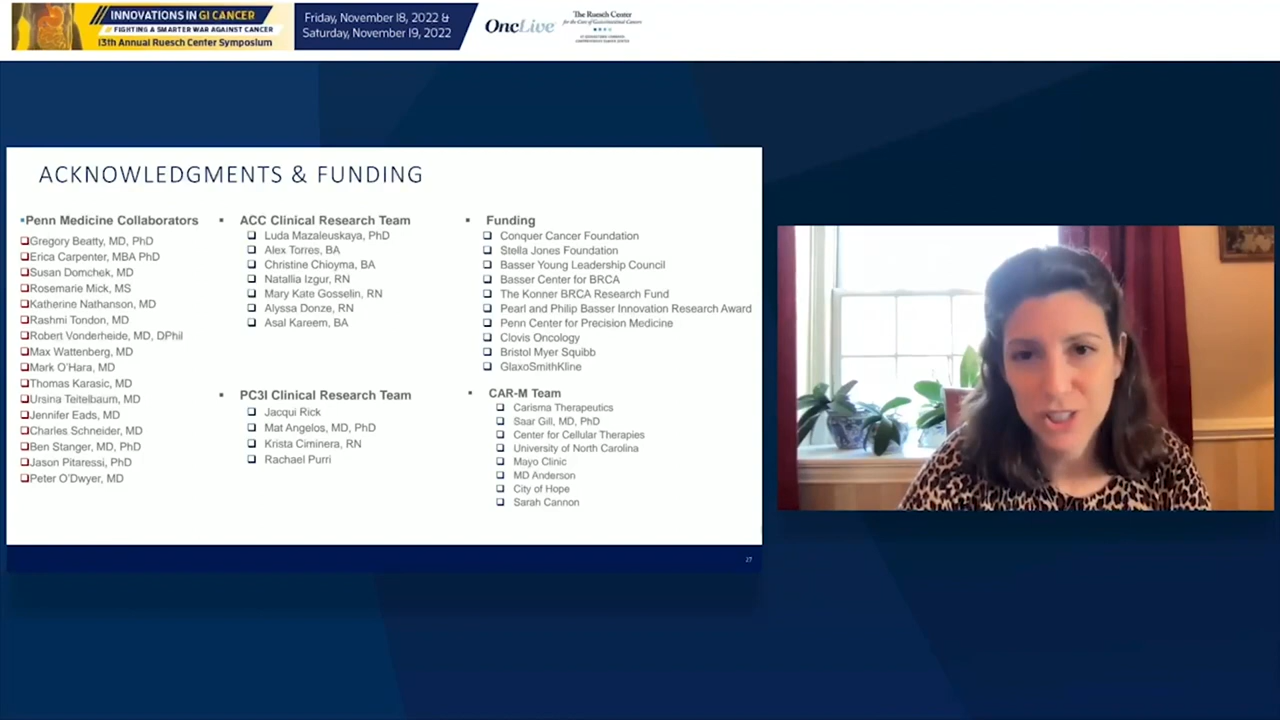 INNOVATIONS IN GI CANCER
FIGHTING A SMARTER WAR AGAINST CANCER
13th Annual Ruesch Center Symposium
Friday, November 18, 2022 &
Saturday, November 19, 2022
OncLive
The Ruesch Center
for the Cure of Gastrointestinal Cancers
ACKNOWLEDGMENTS & FUNDING
Penn Medicine Collaborators
Gregory Beatty, MD, PhD
Erica Carpenter, MBA PhD
Susan Domchek, MD
Rosemarie Mick, MS
Katherine Nathanson, MD
Rashmi Tondon, MD
Robert Vonderheide, MD, DPhil
Max Wattenberg, MD
Mark O'Hara, MD
Thomas Karasic, MD
Ursina Teitelbaum, MD
Jennifer Eads, MD
Charles Schneider, MD
Ben Stanger, MD, PhD
Jason Pitaressi, PhD
Peter O'Dwyer, MD
ACC Clinical Research Team
Luda Mazaleuskaya, PhD
Alex Torres, BA
Christine Chioyma, BA
Natallia Izgur, RN
Mary Kate Gosselin, RN
Alyssa Donze, RN
Asal Kareem, BA
PC3I Clinical Research Team
Jacqui Rick
Mat Angelos, MD, PhD
Krista Ciminera, RN
Rachael Purri
Funding
Conquer Cancer Foundation
Stella Jones Foundation
Basser Young Leadership Council
Basser Center for BRCA
The Konner BRCA Research Fund
Pearl and Philip Basser Innovation Research Award
Penn Center for Precision Medicine
Clovis Oncology
Bristol Myer Squibb
GlaxoSmithKline
CAR-M Team
Carisma Therapeutics
Saar Gill, MD, PhD
Center for Cellular Therapies
University of North Carolina
Mayo Clinic
MD Anderson
City of Hope
Sarah Cannon
27